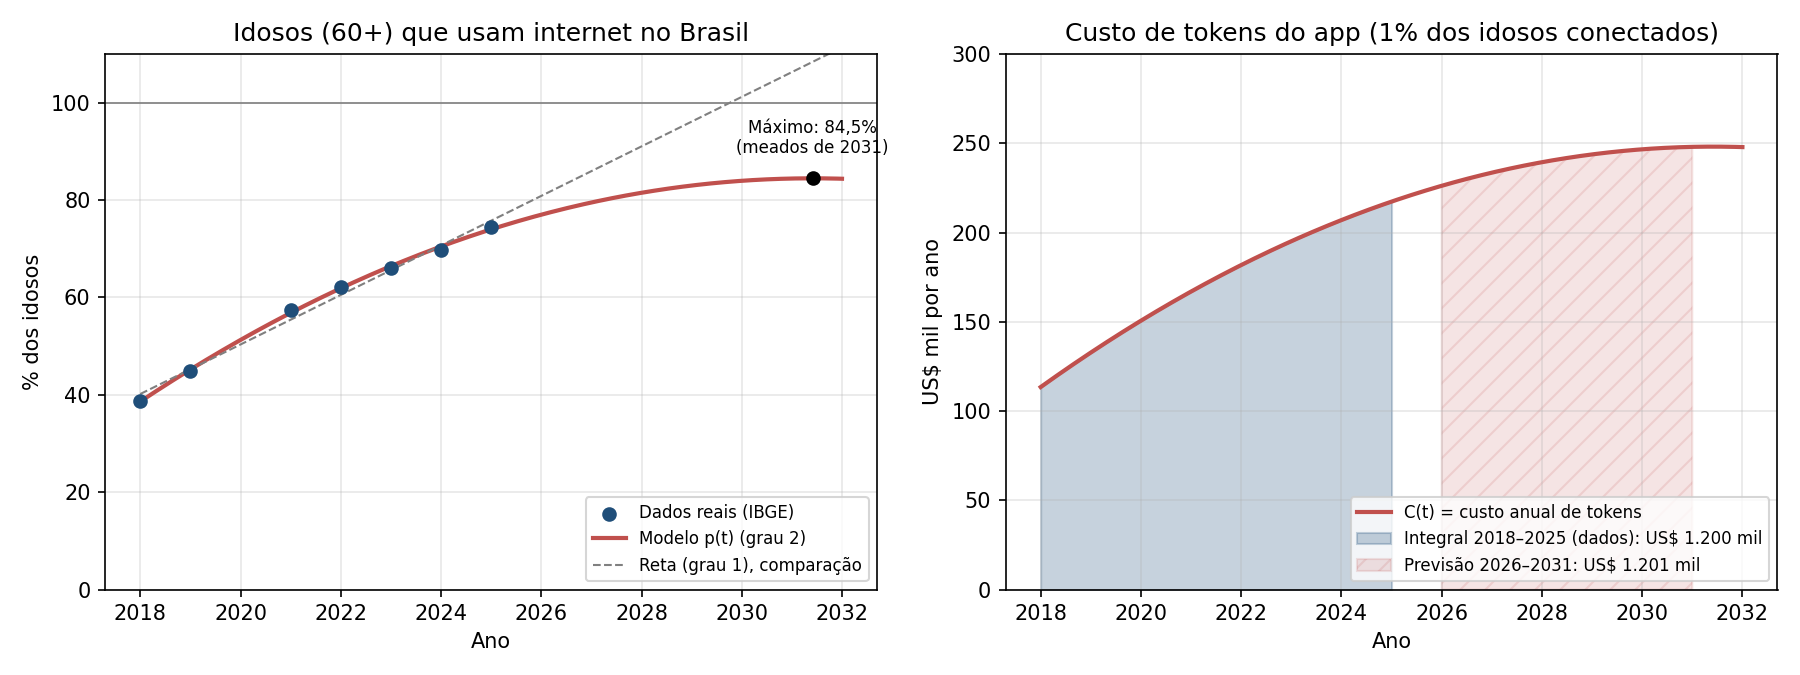 Idosos (60+) que usam internet no Brasil
% dos idosos
100
80
60
40
20
0
Máximo: 84,5%
(meados de 2031)
Dados reais (IBGE)
Modelo p(t) (grau 2)
Reta (grau 1), comparação
2018 2020 2022 2024 2026 2028 2030 2032
Ano
Custo de tokens do app (1% dos idosos conectados)
US$ mil por ano
300
250
200
150
100
50
0
C(t) = custo anual de tokens
Integral 2018–2025 (dados): US$ 1.200 mil
Previsão 2026–2031: US$ 1.201 mil
2018 2020 2022 2024 2026 2028 2030 2032
Ano